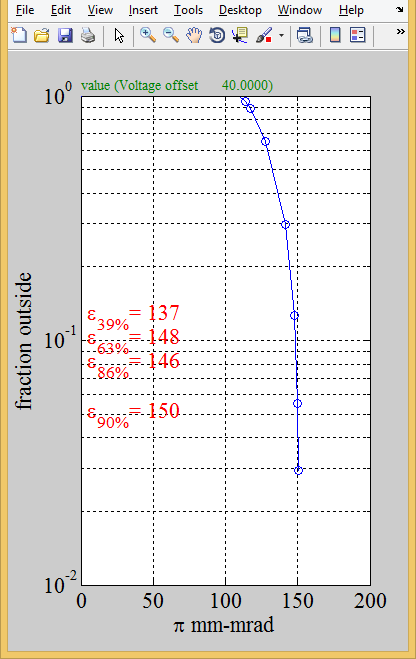 File Edit View Insert Tools Desktop Window Help
value (Voltage offset 40.0000)
10^0
ε39% = 137
10^-1
ε63% = 148
ε86% = 146
ε90% = 150
fraction outside
10^-2
0 50 100 150 200
π mm-mrad